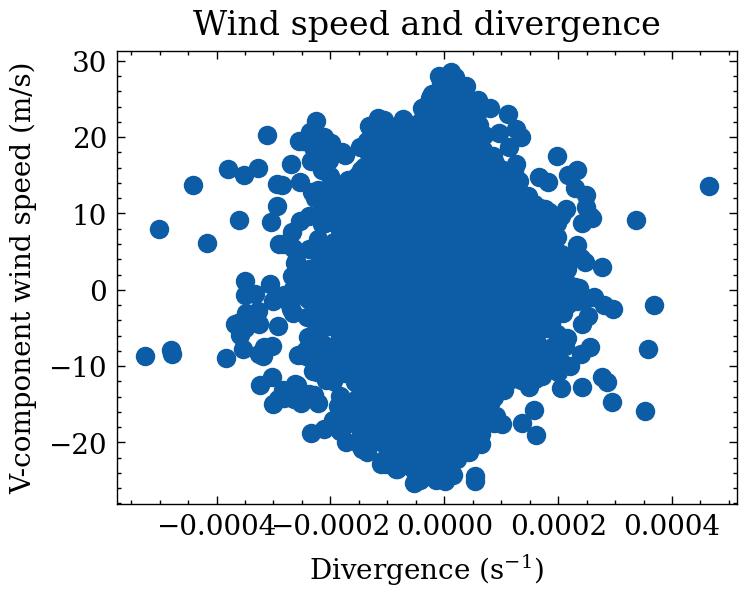 Wind speed and divergence
V-component wind speed (m/s)
30
20
10
0
−10
−20
−0.0004 −0.0002 0.0000 0.0002 0.0004
Divergence (s⁻¹)